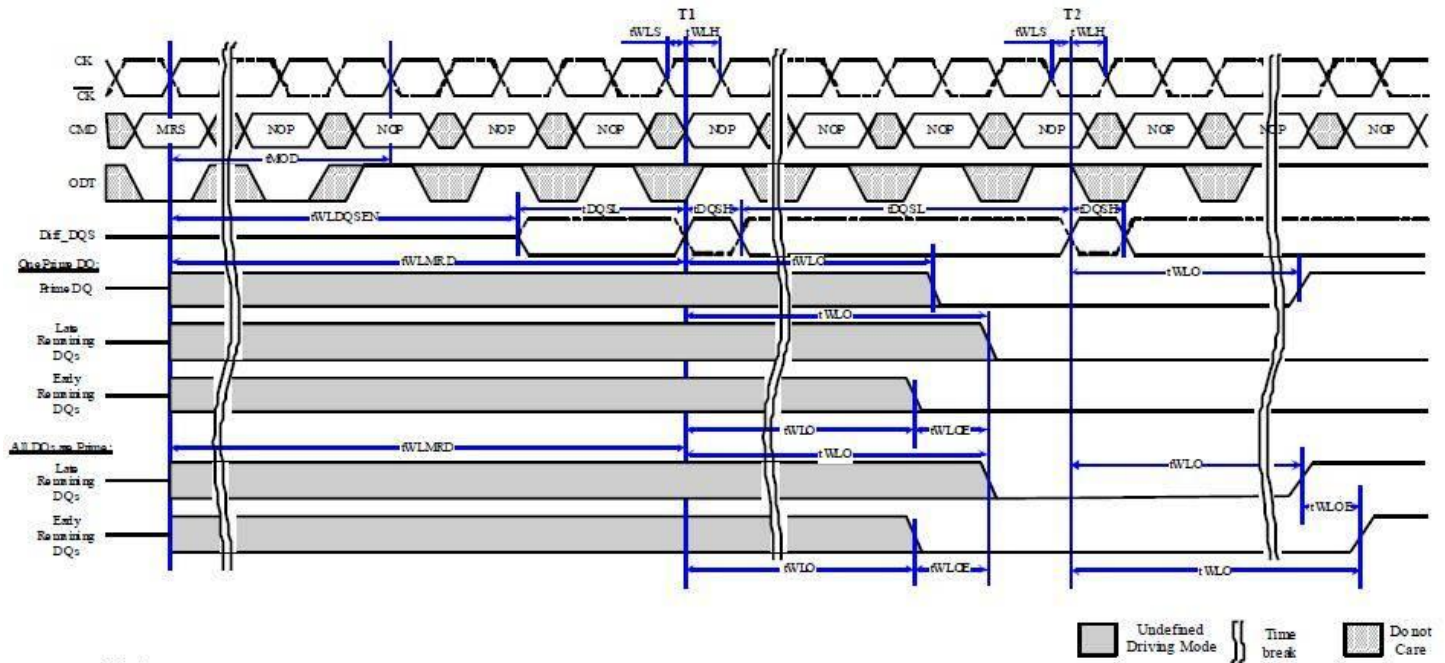 T1 T2
tWLS tWLH tWLS tWLH
CK
CK
CMD MRS NOP NOP NOP NOP NOP NOP NOP NOP NOP NOP NOP
tMOD
ODT
tWLDQSEN tDQSL tDQSH tDQSL tDQSH
Diff_DQS
One Prime DQ: tWLMRD tWLO tWLO
Prime DQ
Late
Remaining
DQs
tWLO
Early
Remaining
DQs
tWLO tWLOE
All DQs are Prime: tWLMRD tWLO tWLO
Late
Remaining
DQs
tWLOE
Early
Remaining
DQs
tWLO tWLOE tWLO
Undefined
Driving Mode
Time
break
Do not
Care